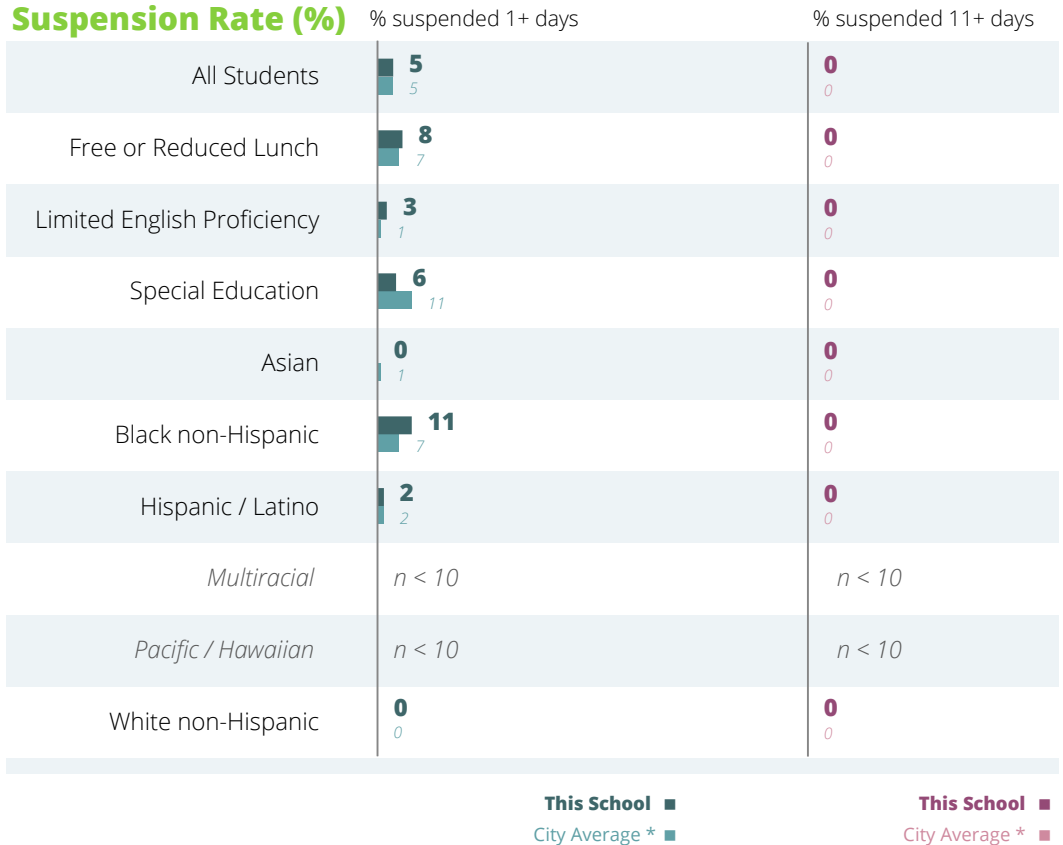 Suspension Rate (%) % suspended 1+ days % suspended 11+ days
All Students 5 0
5 0
Free or Reduced Lunch 8 0
7 0
Limited English Proficiency 3 0
1 0
Special Education 6 0
11 0
Asian 0 0
1 0
Black non-Hispanic 11 0
7 0
Hispanic / Latino 2 0
2 0
Multiracial n < 10 n < 10
Pacific / Hawaiian n < 10 n < 10
White non-Hispanic 0 0
0 0
This School This School
City Average * City Average *